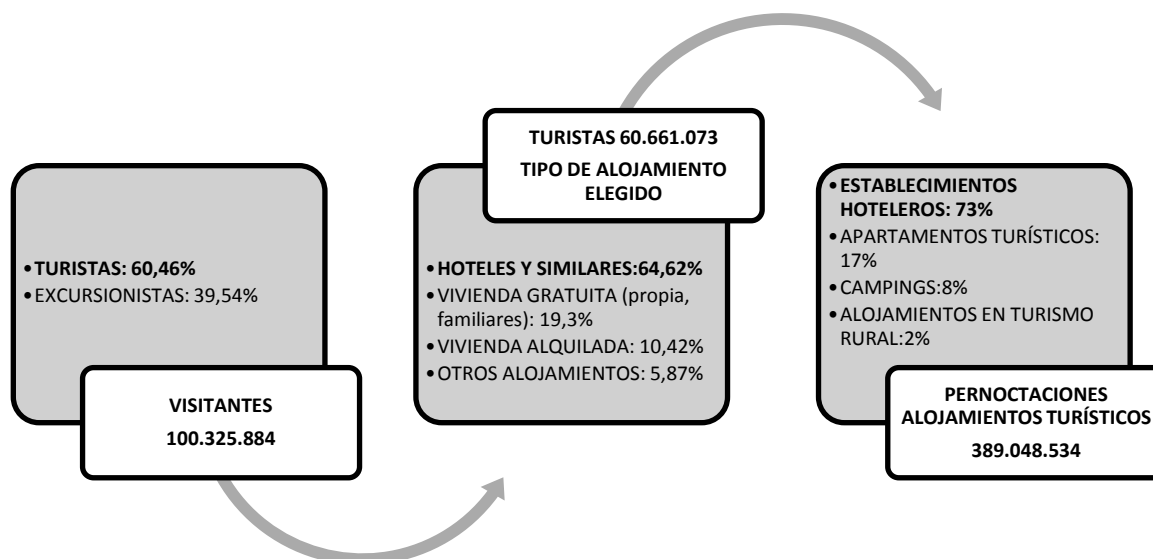 • TURISTAS: 60,46%
• EXCURSIONISTAS: 39,54%
VISITANTES
100.325.884
TURISTAS 60.661.073
TIPO DE ALOJAMIENTO
ELEGIDO
• HOTELES Y SIMILARES:64,62%
• VIVIENDA GRATUITA (propia,
familiares): 19,3%
• VIVIENDA ALQUILADA: 10,42%
• OTROS ALOJAMIENTOS: 5,87%
• ESTABLECIMIENTOS
HOTELEROS: 73%
• APARTAMENTOS TURÍSTICOS:
17%
• CAMPINGS:8%
• ALOJAMIENTOS EN TURISMO
RURAL:2%
PERNOCTACIONES
ALOJAMIENTOS TURÍSTICOS
389.048.534